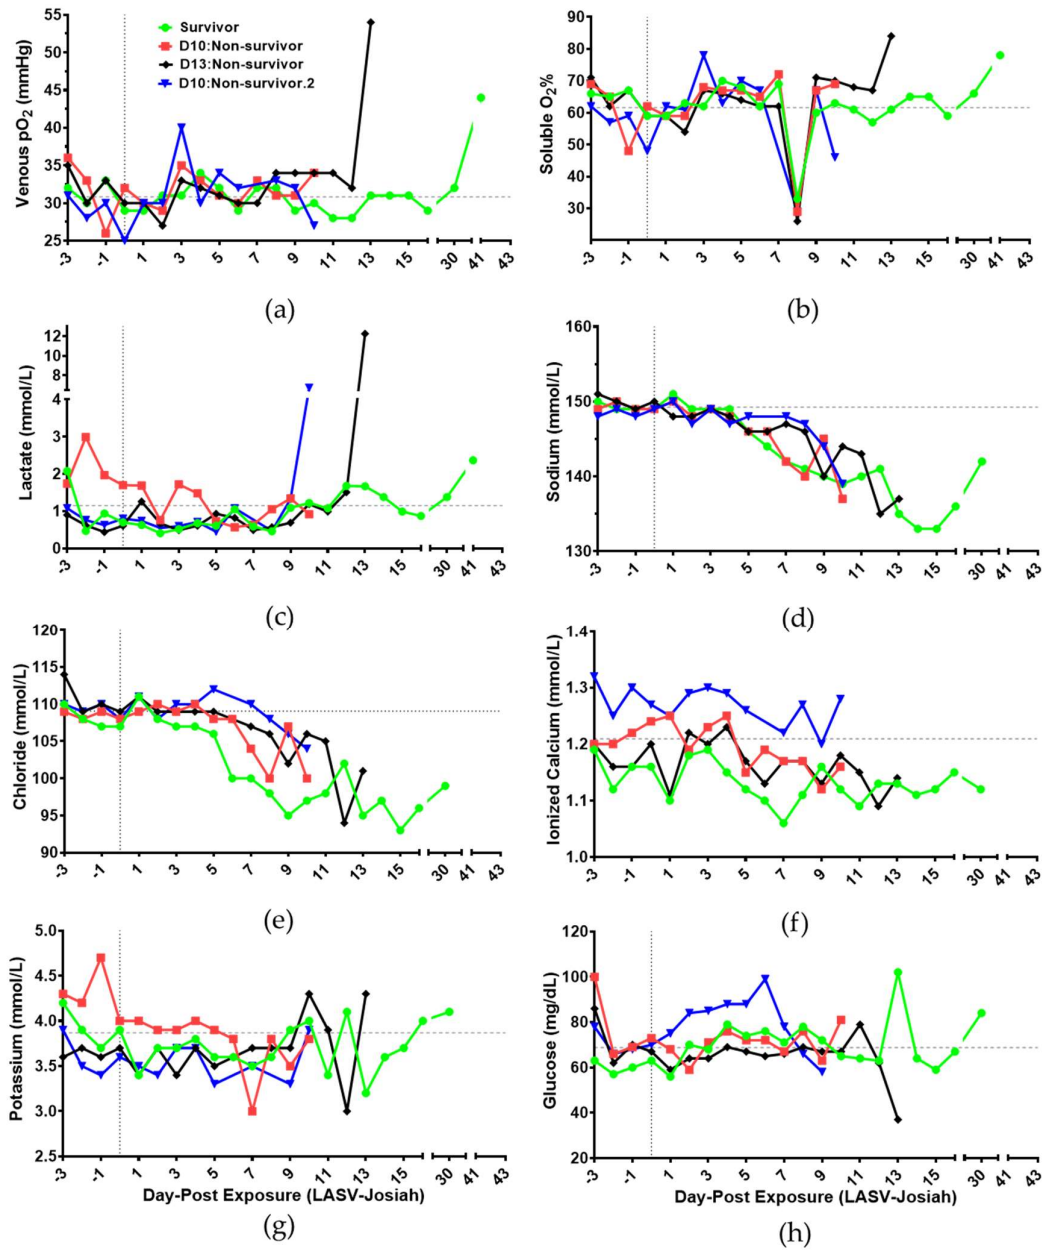 Survivor
D10:Non-survivor
D13:Non-survivor
D10:Non-survivor.2
Venous pO2 (mmHg)
55
50
45
40
35
30
25
-3 -1 1 3 5 7 9 11 13 15 30 41 43
(a)
Soluble O2%
90
80
70
60
50
40
30
-3 -1 1 3 5 7 9 11 13 15 30 41 43
(b)
Lactate (mmol/L)
12
10
8
6
4
3
2
1
0
-3 -1 1 3 5 7 9 11 13 15 30 41 43
(c)
Sodium (mmol/L)
160
150
140
130
-3 -1 1 3 5 7 9 11 13 15 30 41 43
(d)
Chloride (mmol/L)
120
115
110
105
100
95
90
-3 -1 1 3 5 7 9 11 13 15 30 41 43
(e)
Ionized Calcium (mmol/L)
1.4
1.3
1.2
1.1
1.0
-3 -1 1 3 5 7 9 11 13 15 30 41 43
(f)
Potassium (mmol/L)
5.0
4.5
4.0
3.5
3.0
2.5
-3 -1 1 3 5 7 9 11 13 15 30 41 43
Day-Post Exposure (LASV-Josiah)
(g)
Glucose (mg/dL)
120
100
80
60
40
20
-3 -1 1 3 5 7 9 11 13 15 30 41 43
Day-Post Exposure (LASV-Josiah)
(h)